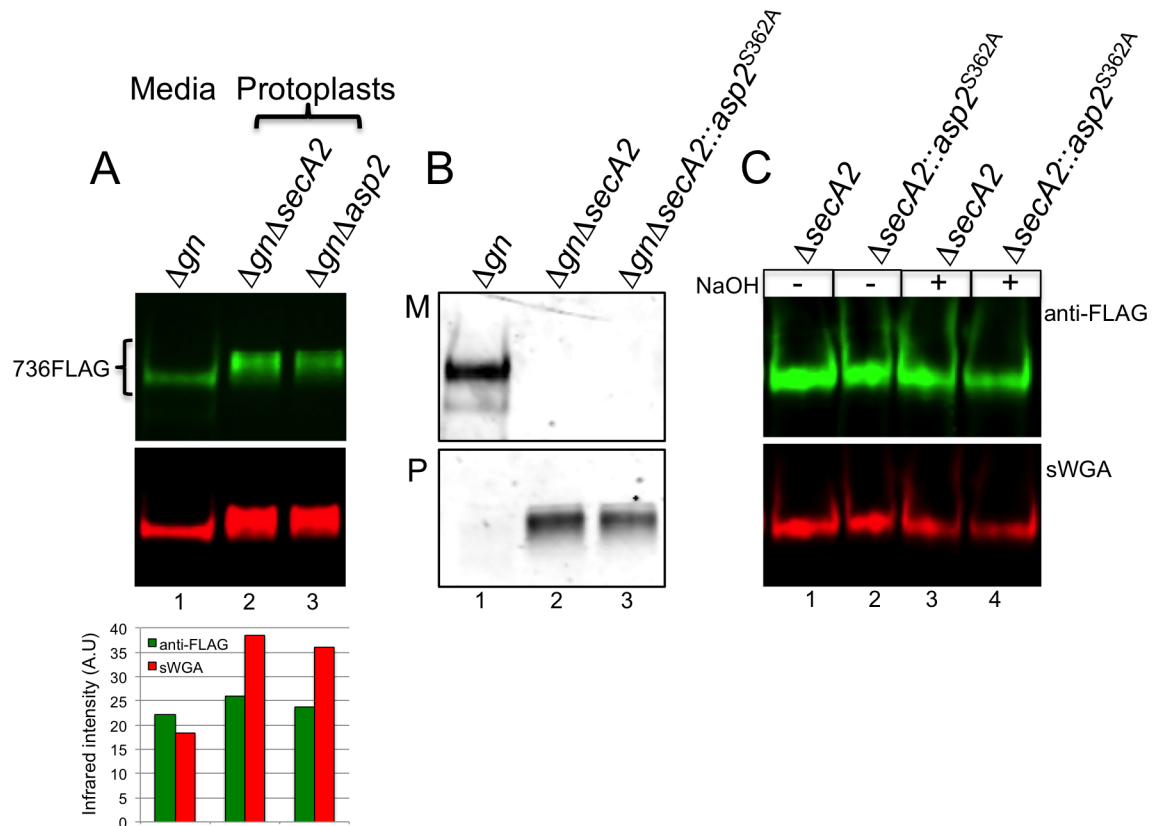 Media Protoplasts
A
Δgn
ΔgnΔsecA2
ΔgnΔasp2
736FLAG
1 2 3
40
35
30
25
20
15
10
5
0
Infrared intensity (A.U)
anti-FLAG
sWGA
B
Δgn
ΔgnΔsecA2
ΔgnΔsecA2::asp2S362A
M
P
1 2 3
C
ΔsecA2
ΔsecA2::asp2S362A
ΔsecA2
ΔsecA2::asp2S362A
NaOH - - + +
anti-FLAG
sWGA
1 2 3 4